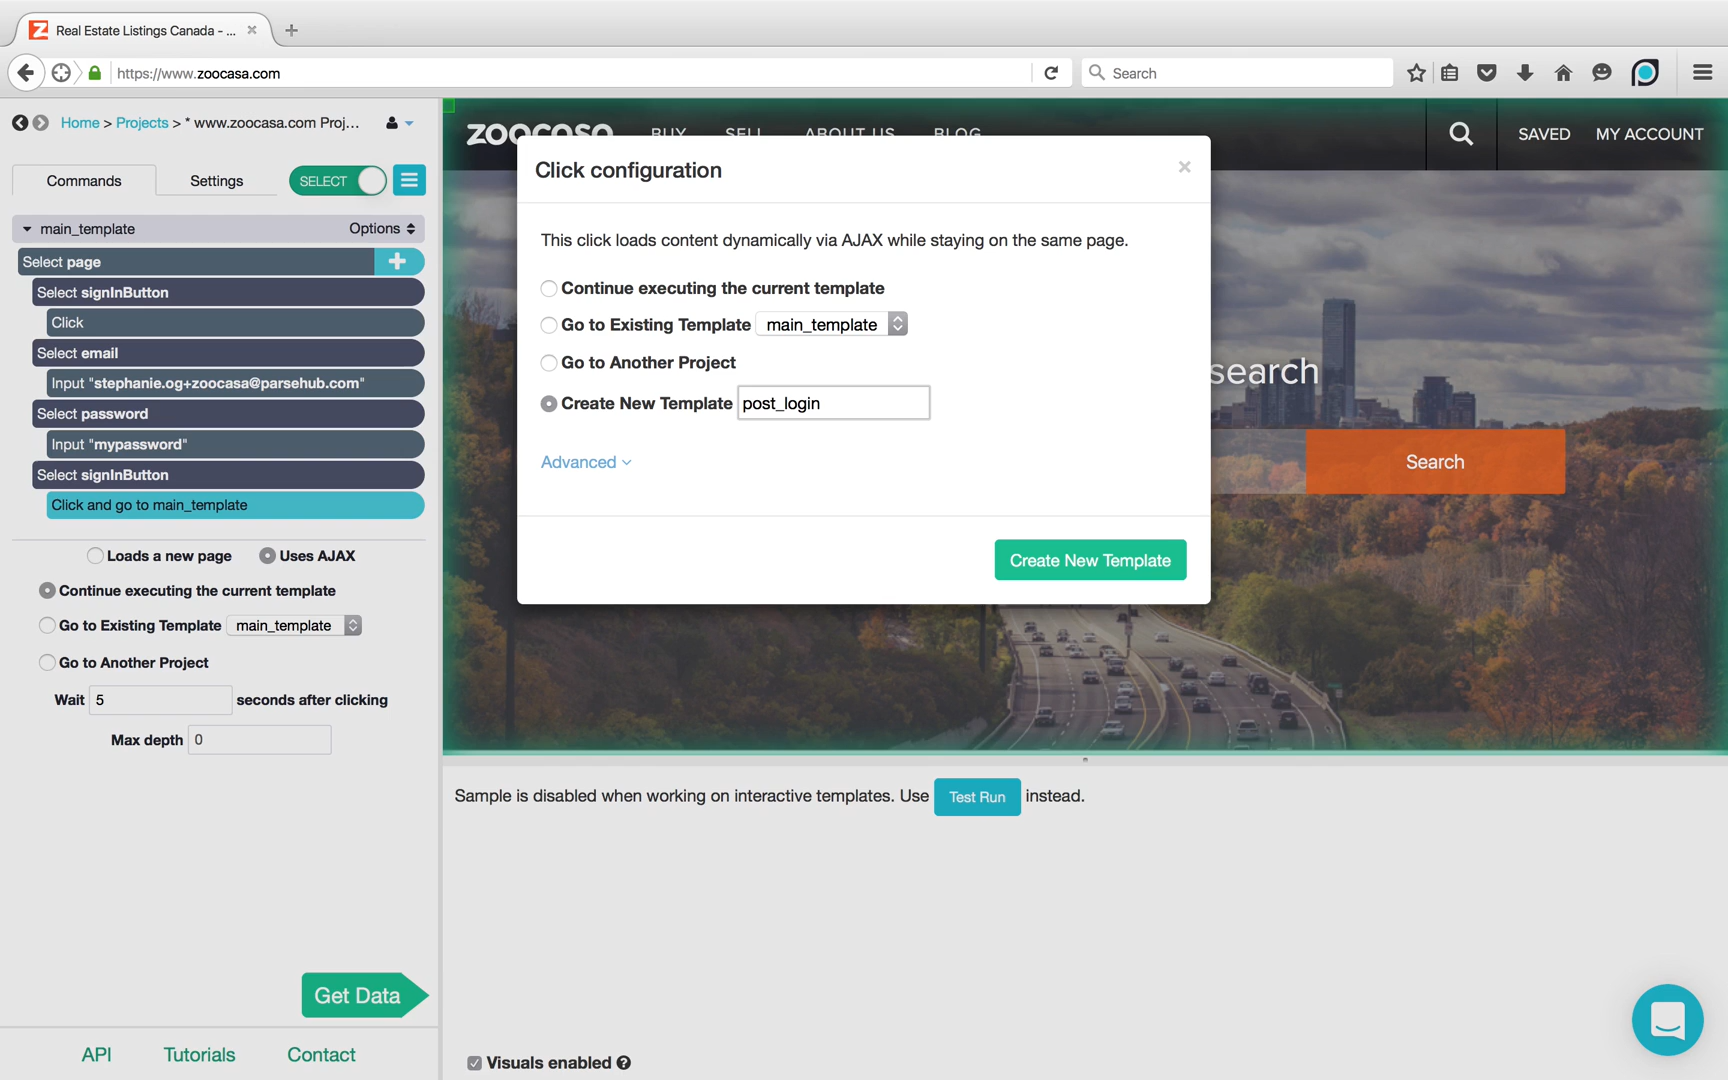 Real Estate Listings Canada - ...
https://www.zoocasa.com
Search
Home > Projects > * www.zoocasa.com Proj...
Commands
Settings
SELECT
main_template
Options
Select page
Select signInButton
Click
Select email
Input "stephanie.og+zoocasa@parsehub.com"
Select password
Input "mypassword"
Select signInButton
Click and go to main_template
Loads a new page
Uses AJAX
Continue executing the current template
Go to Existing Template main_template
Go to Another Project
Wait 5 seconds after clicking
Max depth 0
Get Data
API
Tutorials
Contact
zoocasa
BUY
SELL
ABOUT US
BLOG
SAVED
MY ACCOUNT
Click configuration
This click loads content dynamically via AJAX while staying on the same page.
Continue executing the current template
Go to Existing Template main_template
Go to Another Project
Create New Template post_login
Advanced
Create New Template
search
Search
Sample is disabled when working on interactive templates. Use Test Run instead.
Visuals enabled ?